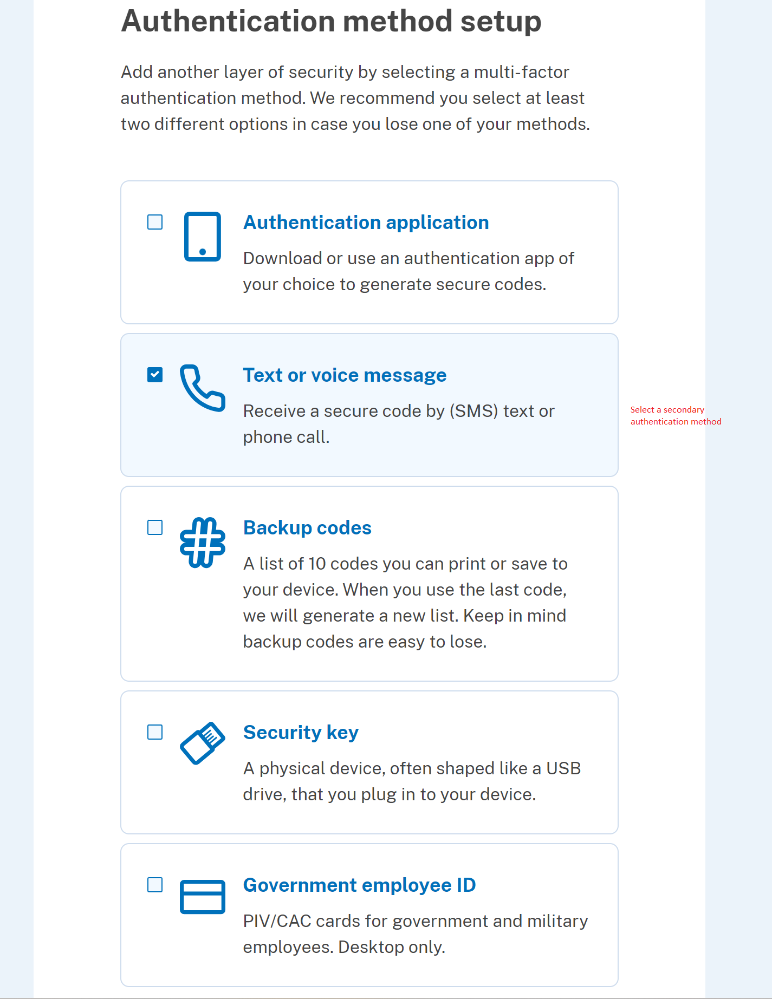 Authentication method setup
Add another layer of security by selecting a multi-factor
authentication method. We recommend you select at least
two different options in case you lose one of your methods.
Authentication application
Download or use an authentication app of
your choice to generate secure codes.
Text or voice message
Receive a secure code by (SMS) text or
phone call.
Select a secondary
authentication method
Backup codes
A list of 10 codes you can print or save to
your device. When you use the last code,
we will generate a new list. Keep in mind
backup codes are easy to lose.
Security key
A physical device, often shaped like a USB
drive, that you plug in to your device.
Government employee ID
PIV/CAC cards for government and military
employees. Desktop only.